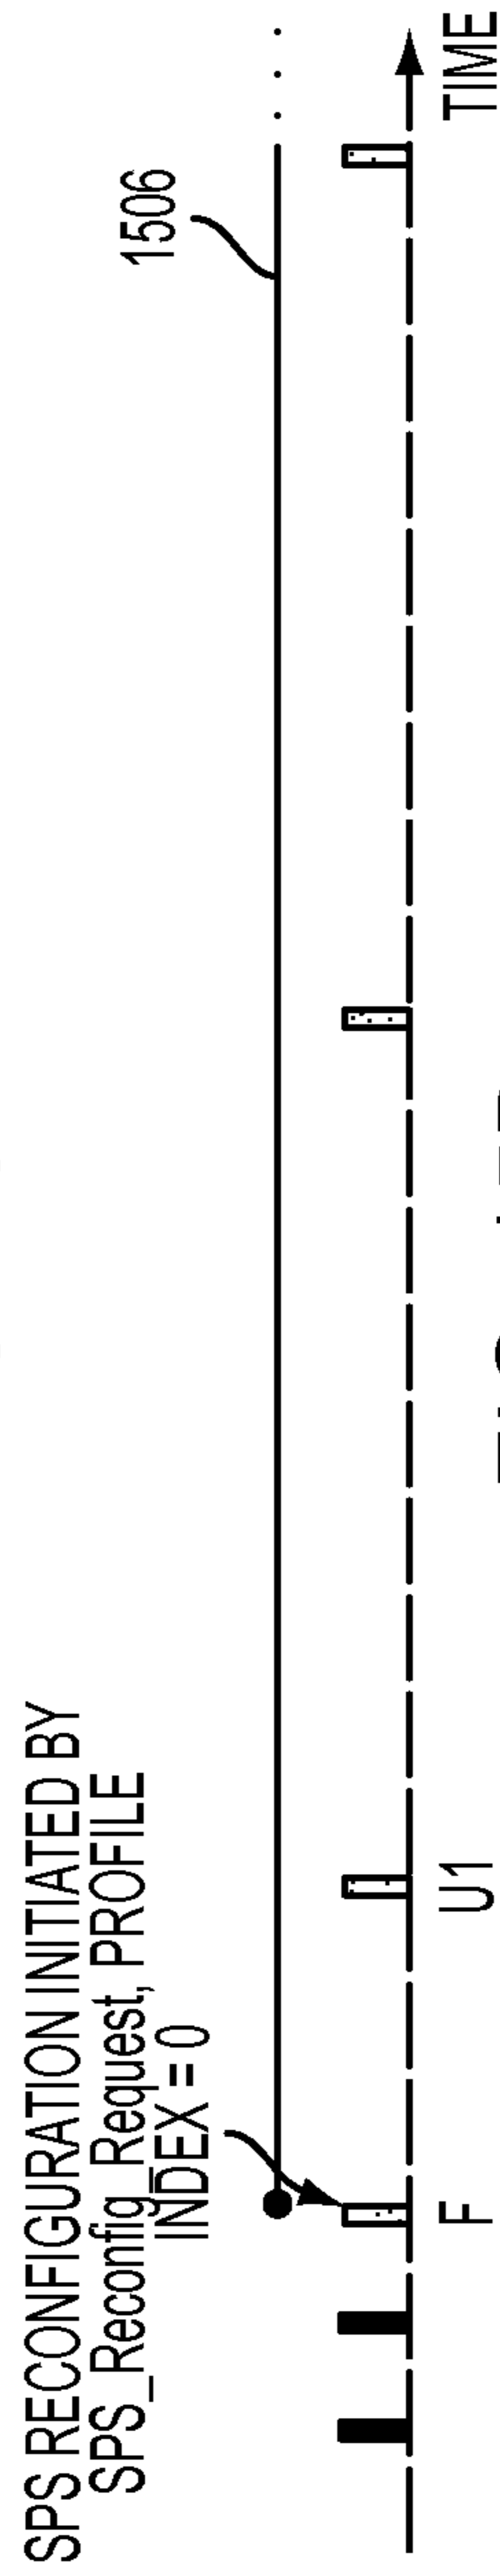 SPS RECONFIGURATION INITIATED BY
SPS_Reconfig_Request, PROFILE
INDEX = 0
1506
F
U1
TIME